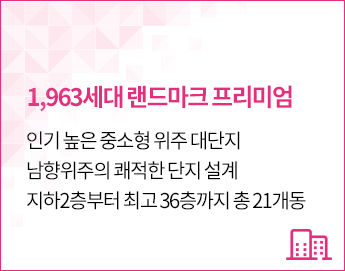 1,963세대 랜드마크 프리미엄
인기 높은 중소형 위주 대단지
남향위주의 쾌적한 단지 설계
지하2층부터 최고 36층까지 총 21개동